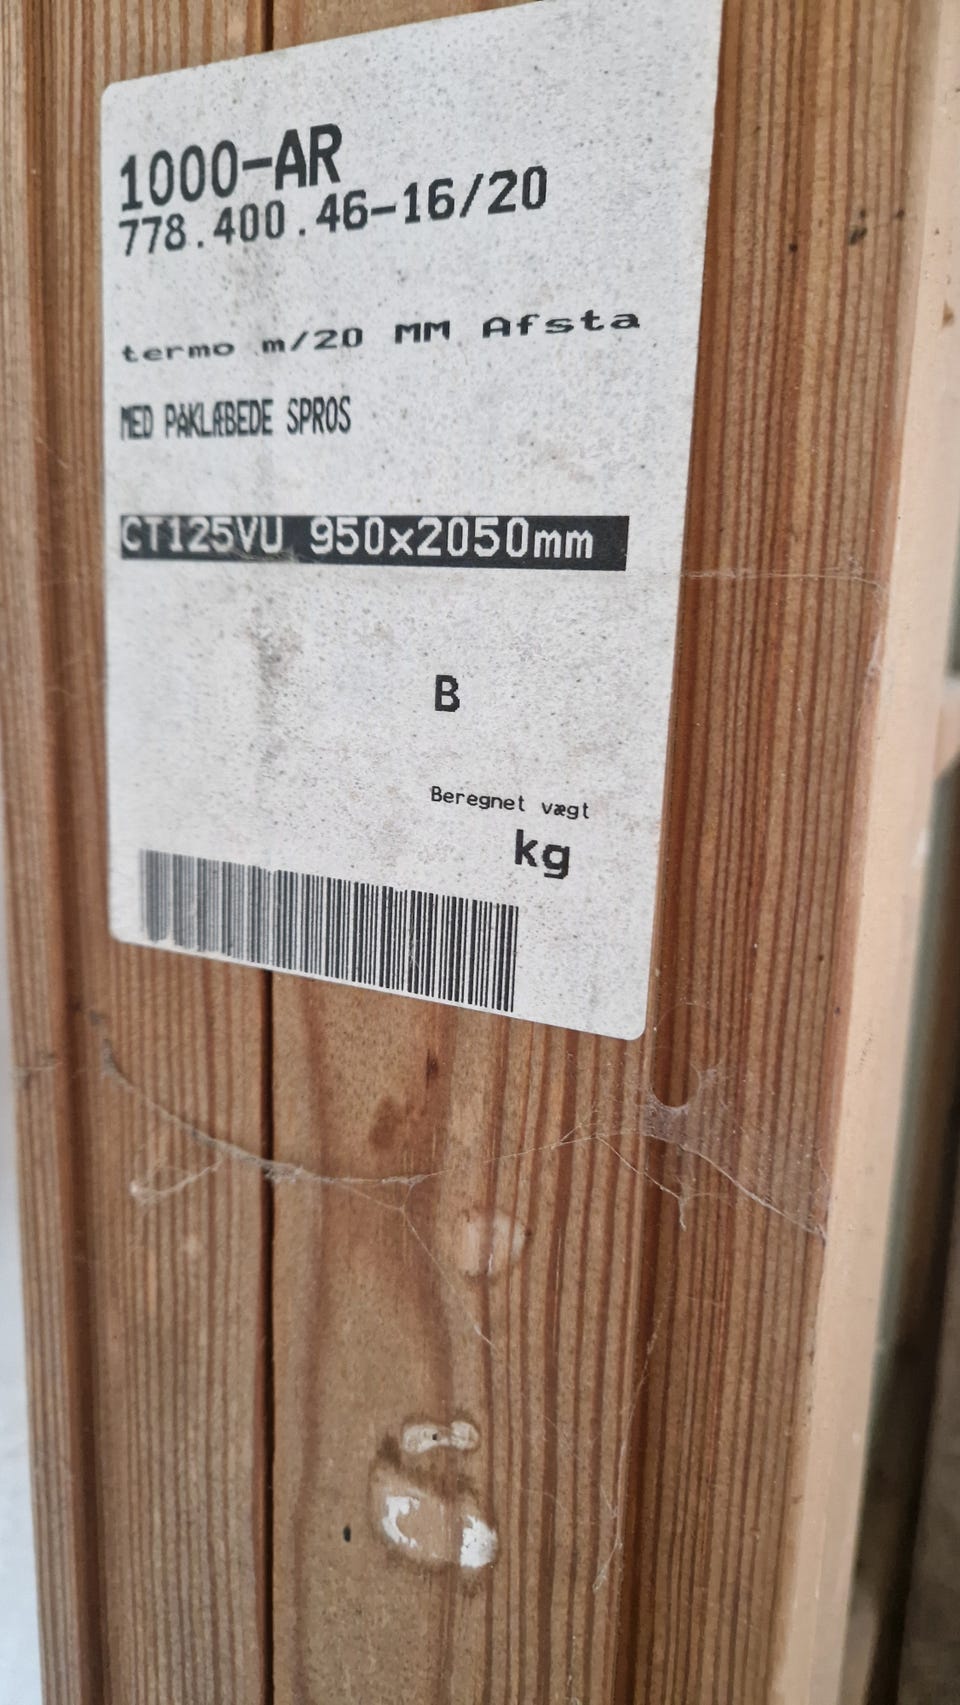 1000-AR
778.400.46-16/20
termo m/20 MM Afsta
MED PÅKLÆBEDE SPROS
CT125VU 950x2050mm
B
Beregnet vægt
kg